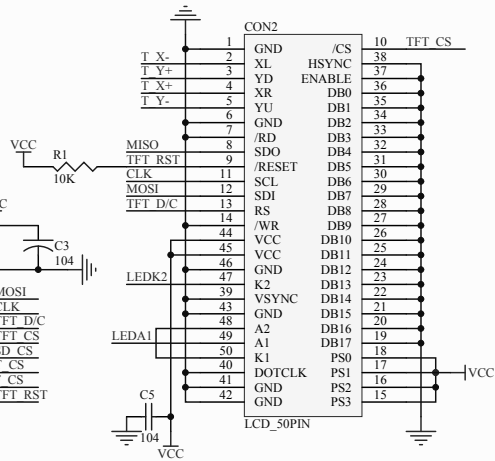 CON2
1 GND /CS 10 TFT_CS
T_X- 2 XL HSYNC 38
T_Y+ 3 YD ENABLE 37
T_X+ 4 XR DB0 36
T_Y- 5 YU DB1 35
6 GND DB2 34
7 /RD DB3 33
MISO 8 SDO DB4 32
VCC R1 10K TFT_RST 9 /RESET DB5 31
CLK 11 SCL DB6 30
MOSI 12 SDI DB7 29
TFT_D/C 13 RS DB8 28
14 /WR DB9 27
44 VCC DB10 26
C3 104 45 VCC DB11 25
46 GND DB12 24
LEDK2 47 K2 DB13 23
MOSI 39 VSYNC DB14 22
CLK 43 GND DB15 21
TFT_D/C 48 A2 DB16 20
TFT_CS LEDA1 49 A1 DB17 19
SD_CS 50 K1 PS0 18
T_CS 40 DOTCLK PS1 17 VCC
F_CS 41 GND PS2 16
TFT_RST 42 GND PS3 15
C5 104 LCD_50PIN
VCC